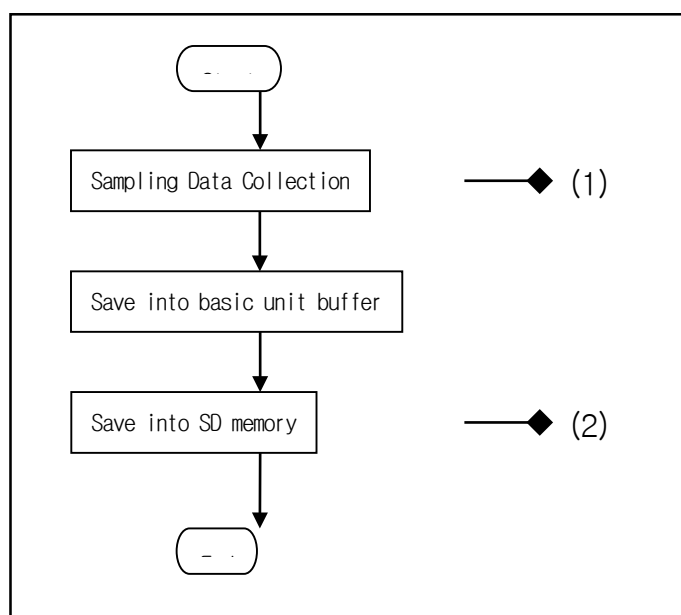 Sampling Data Collection
(1)
Save into basic unit buffer
Save into SD memory
(2)